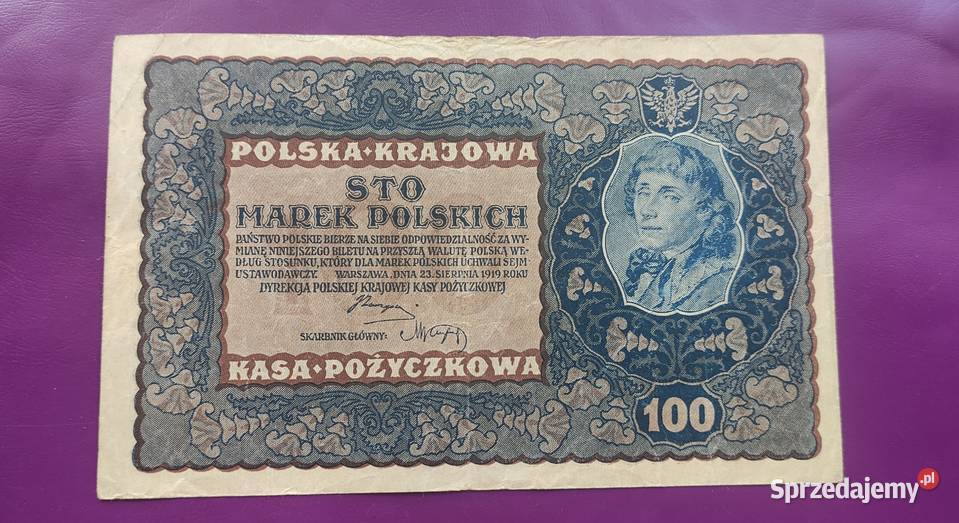 POLSKA·KRAJOWA
STO
MAREK POLSKICH
PAŃSTWO POLSKIE BIERZE NA SIEBIE ODPOWIEDZIALNOŚĆ ZA WY-
MIANĘ NINIEJSZEGO BILETU NA PRZYSZŁĄ WALUTĘ POLSKĄ WE-
DŁUG STOSUNKU, KTÓRY DLA MAREK POLSKICH UCHWALI SEJM
USTAWODAWCZY. WARSZAWA, DNIA 23. SIERPNIA 1919 ROKU
DYREKCJA POLSKIEJ KRAJOWEJ KASY POŻYCZKOWEJ
SKARBNIK GŁÓWNY:
KASA·POŻYCZKOWA
100
Sprzedajemy.pl